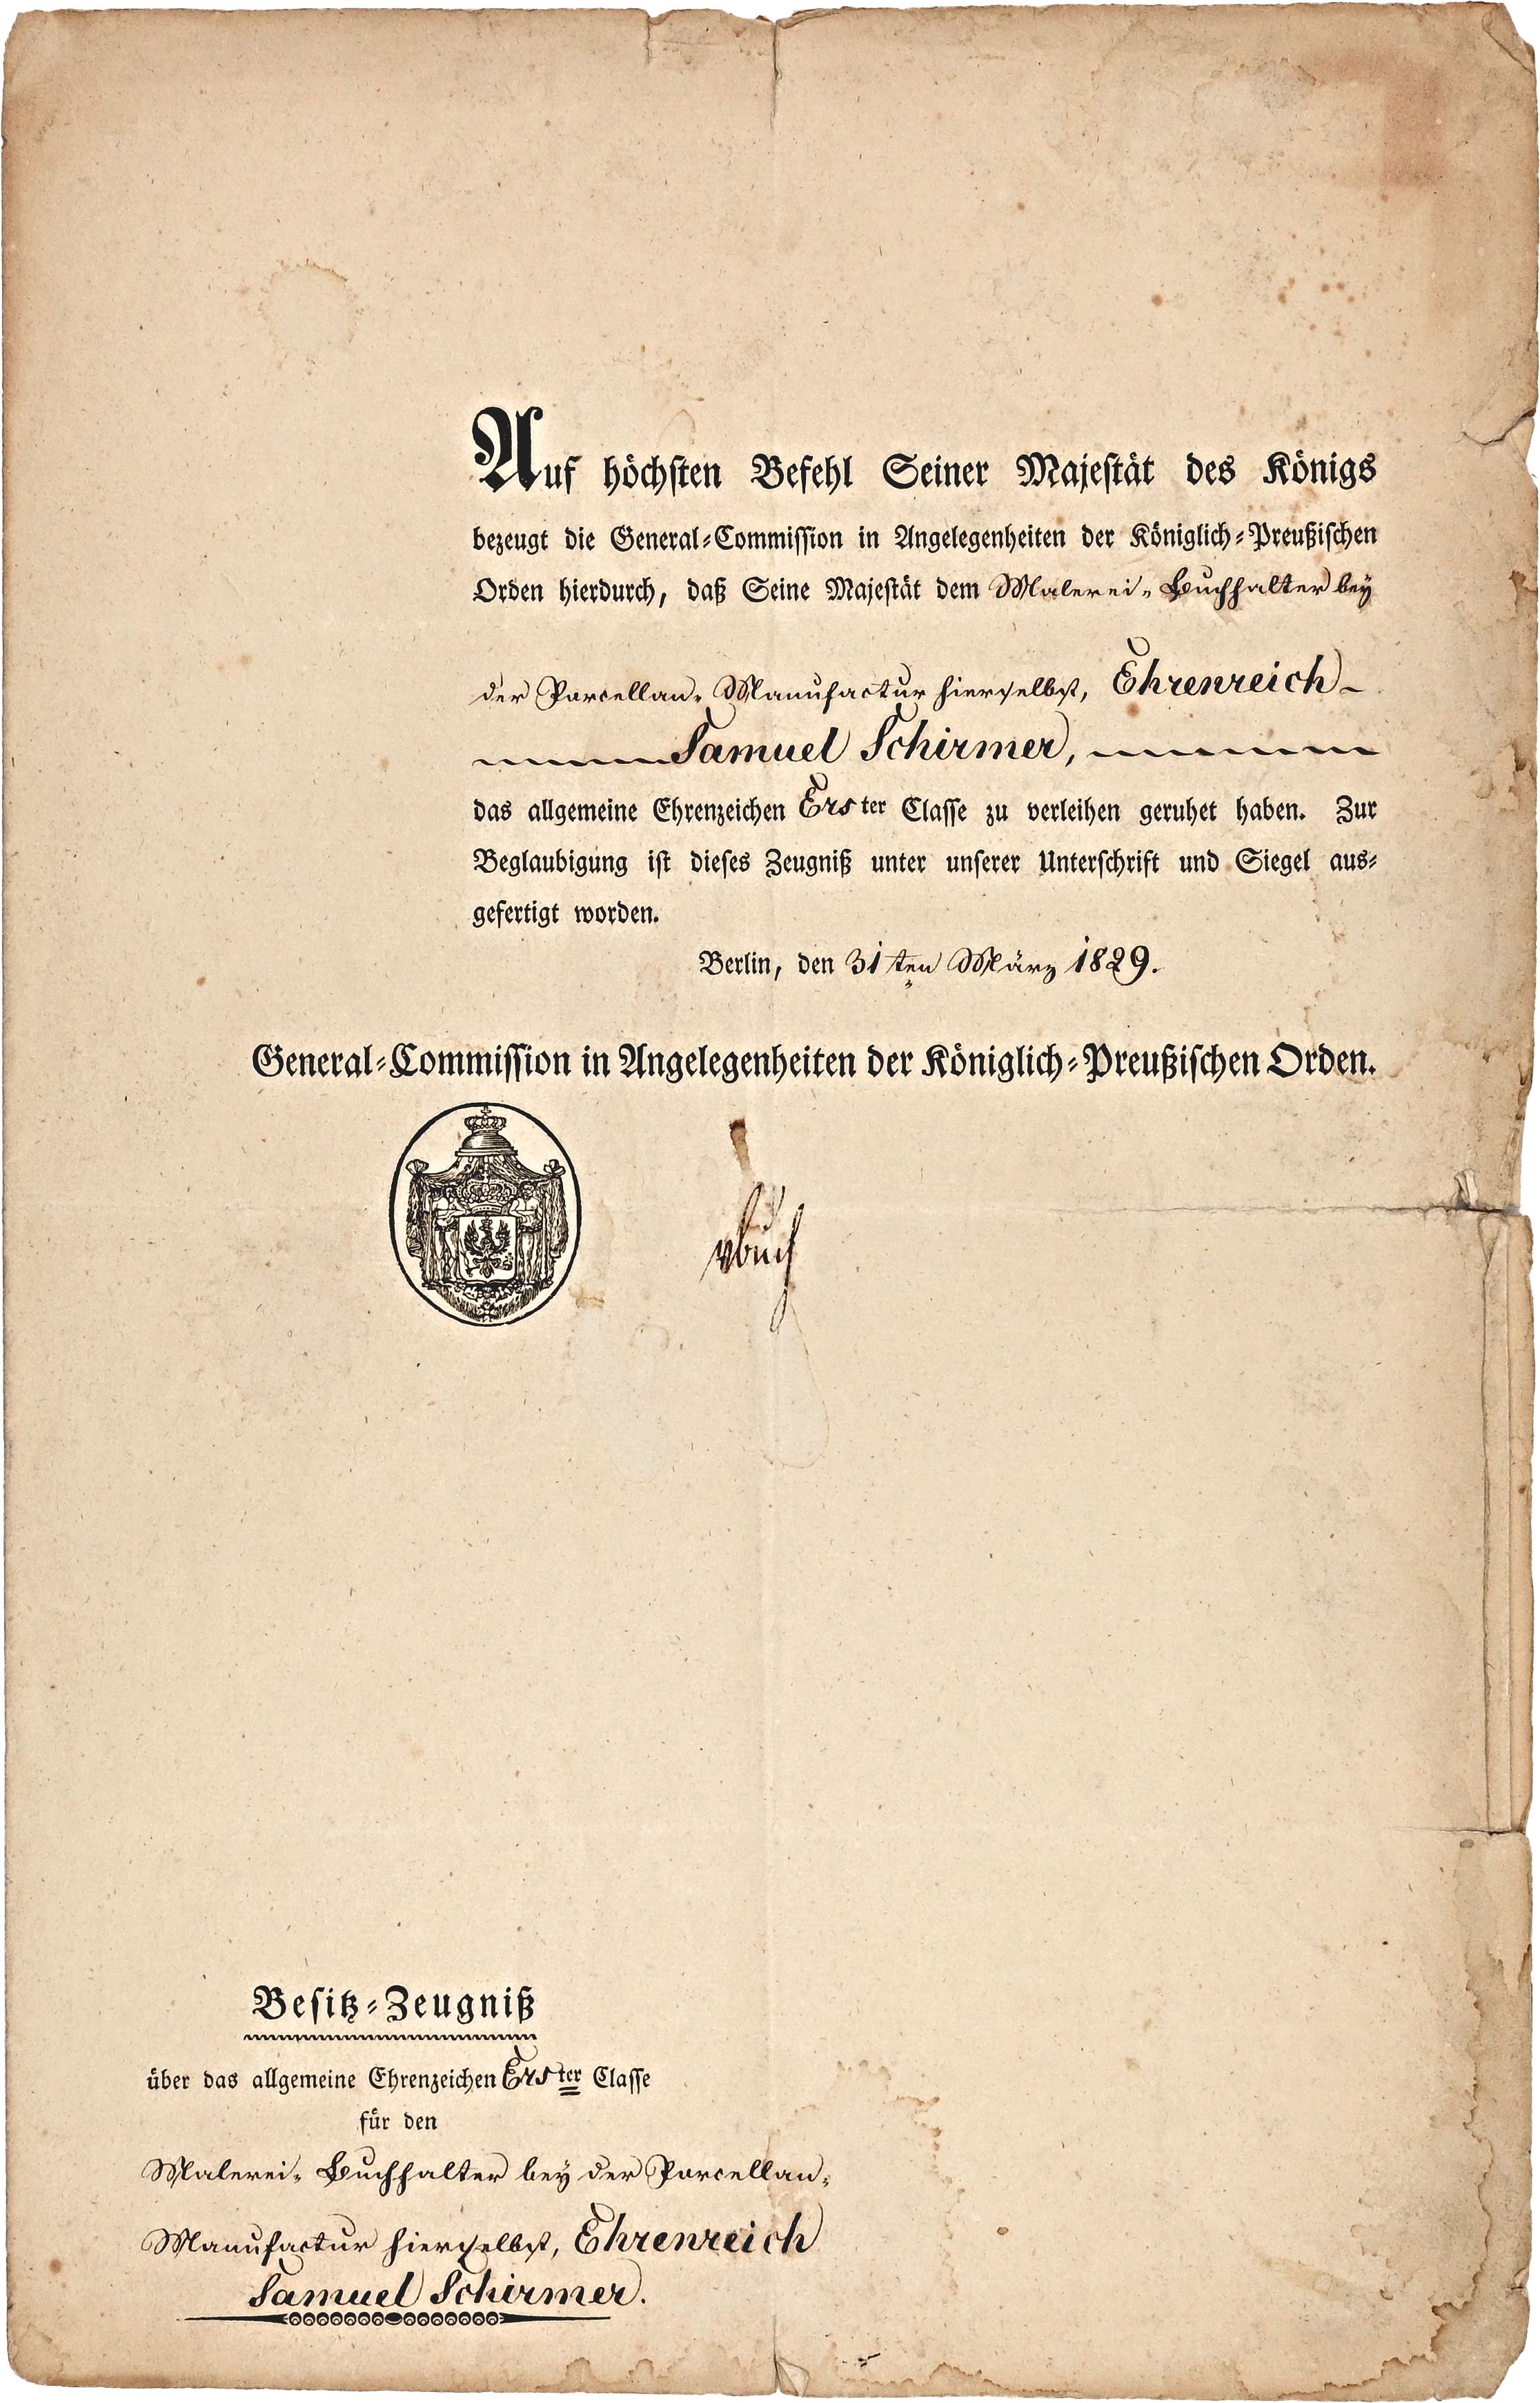 Auf höchsten Befehl Seiner Majestät des Königs
bezeugt die General-Commission in Angelegenheiten der Königlich-Preußischen
Orden hierdurch, daß Seine Majestät dem Malerei-Buchhalter bey
der Porcellan-Manufactur hierselbst, Ehrenreich
Samuel Schirmer,
das allgemeine Ehrenzeichen Erster Classe zu verleihen geruhet haben. Zur
Beglaubigung ist dieses Zeugniß unter unserer Unterschrift und Siegel aus-
gefertigt worden.
Berlin, den 31ten März 1829.
General-Commission in Angelegenheiten der Königlich-Preußischen Orden.
Besitz-Zeugniß
über das allgemeine Ehrenzeichen Erster Classe
für den
Malerei-Buchhalter bey der Porcellan-
Manufactur hierselbst, Ehrenreich
Samuel Schirmer.